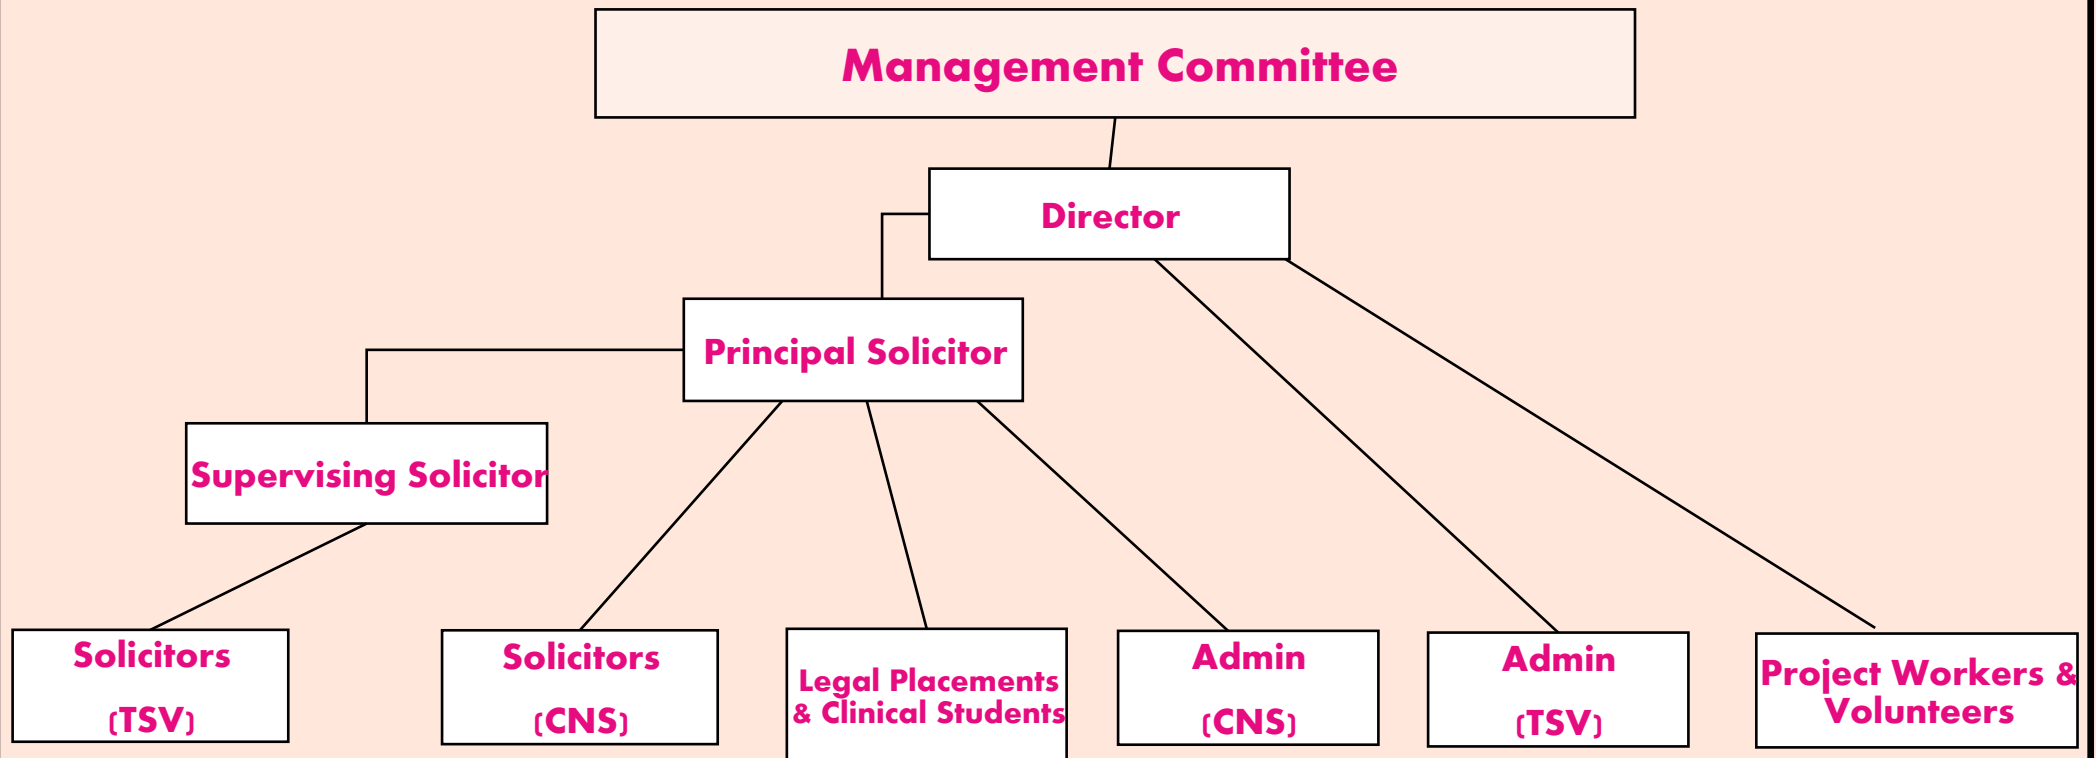 Management Committee
Director
Principal Solicitor
Supervising Solicitor
Solicitors
(TSV)
Solicitors
(CNS)
Legal Placements
& Clinical Students
Admin
(CNS)
Admin
(TSV)
Project Workers &
Volunteers